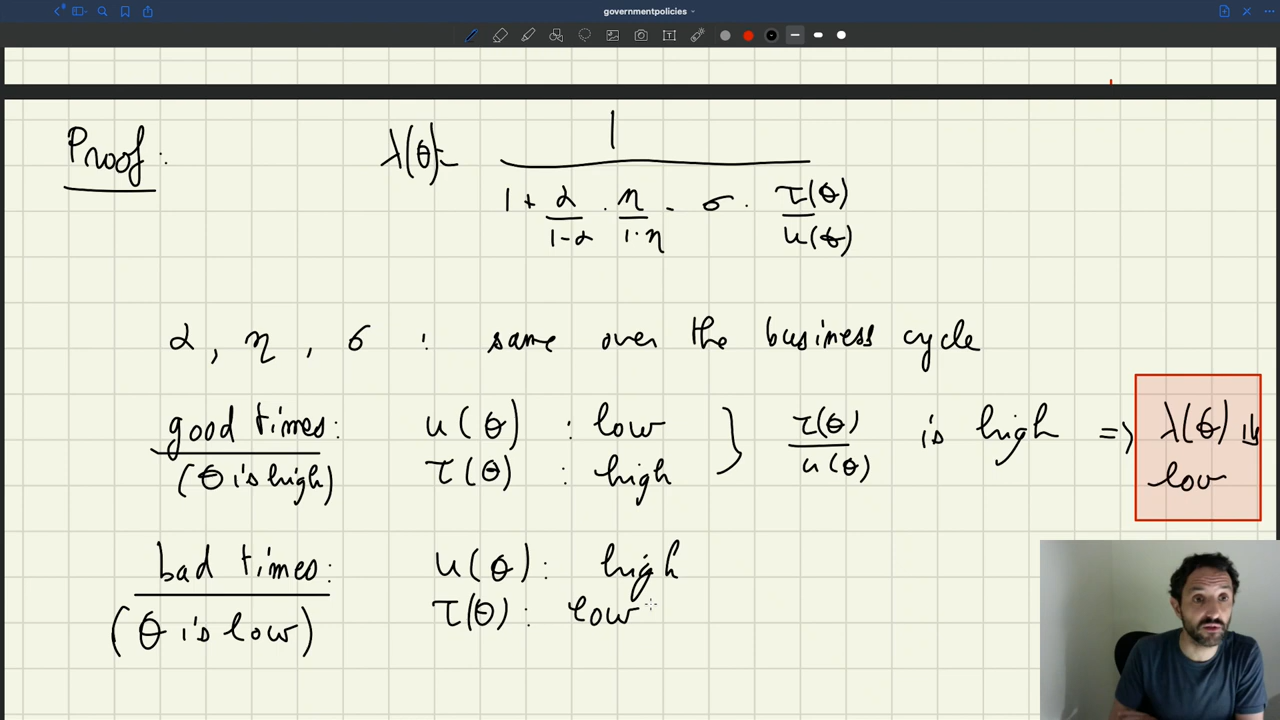 governmentpolicies
Proof: λ(θ)= 1
1 + α/1-α · η/1-η · σ · τ(θ)/u(θ)
α, η, σ : same over the business cycle
good times: u(θ) : low
(θ is high) τ(θ) : high } τ(θ)/u(θ) is high => λ(θ) is low
bad times: u(θ): high
(θ is low) τ(θ): low